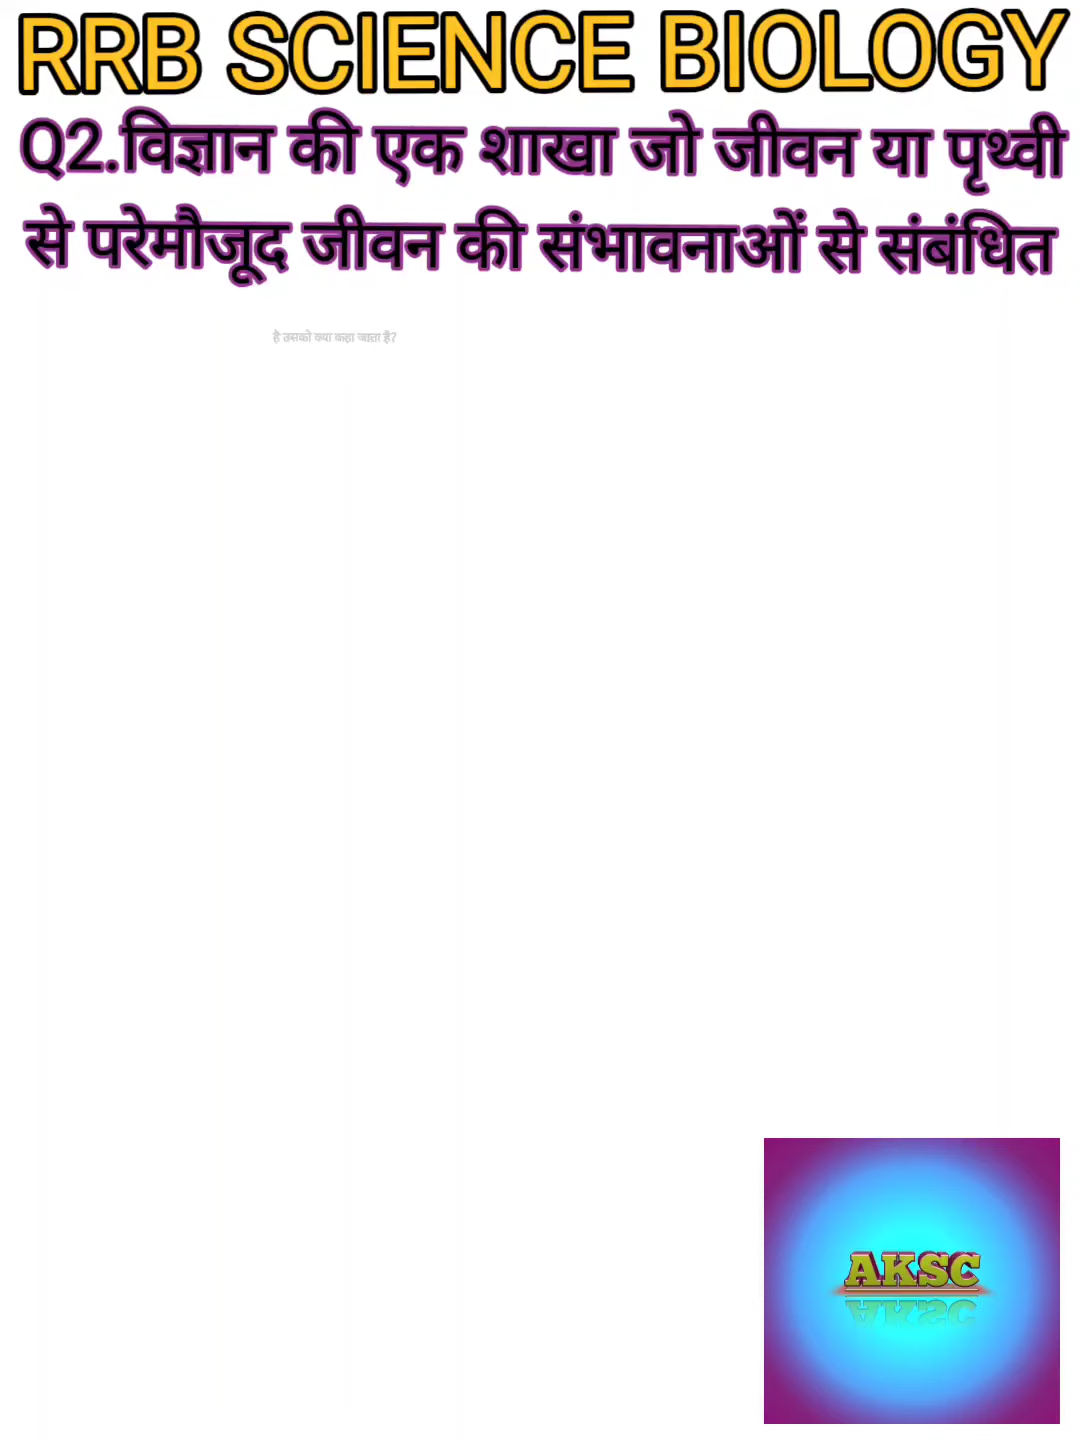 RRB SCIENCE BIOLOGY
Q2.विज्ञान की एक शाखा जो जीवन या पृथ्वी
से परेमौजूद जीवन की संभावनाओं से संबंधित
है उसको क्या कहा जाता है?
AKSC